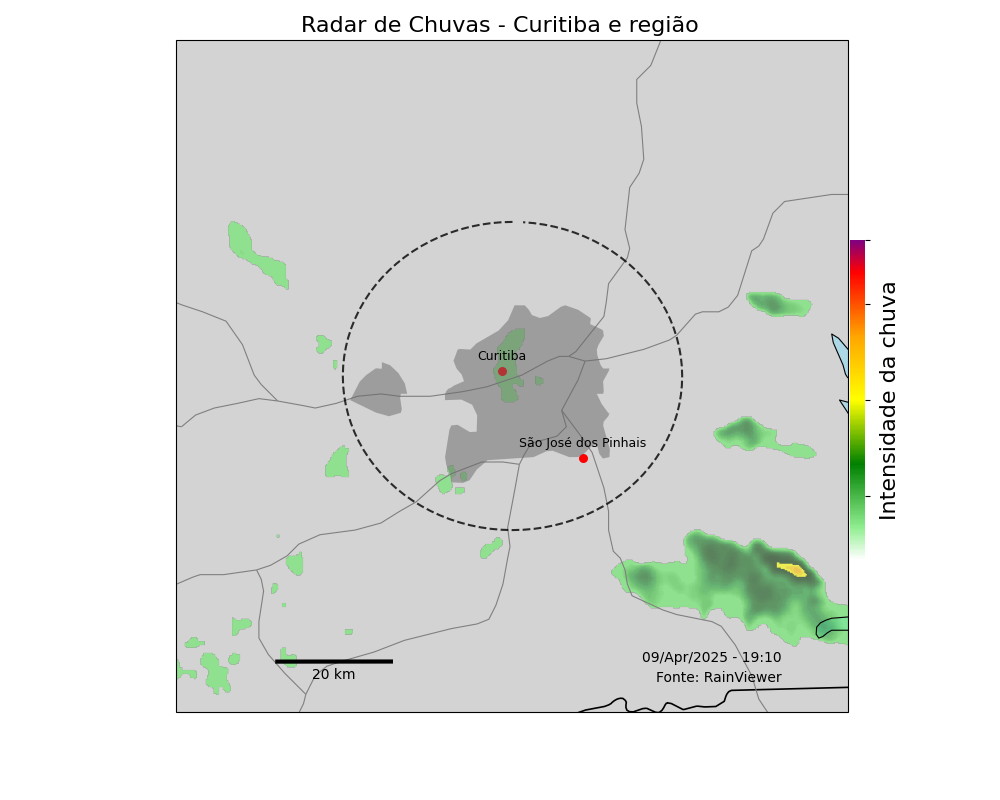 Radar de Chuvas - Curitiba e região
Curitiba
São José dos Pinhais
Intensidade da chuva
09/Apr/2025 - 19:10
20 km
Fonte: RainViewer